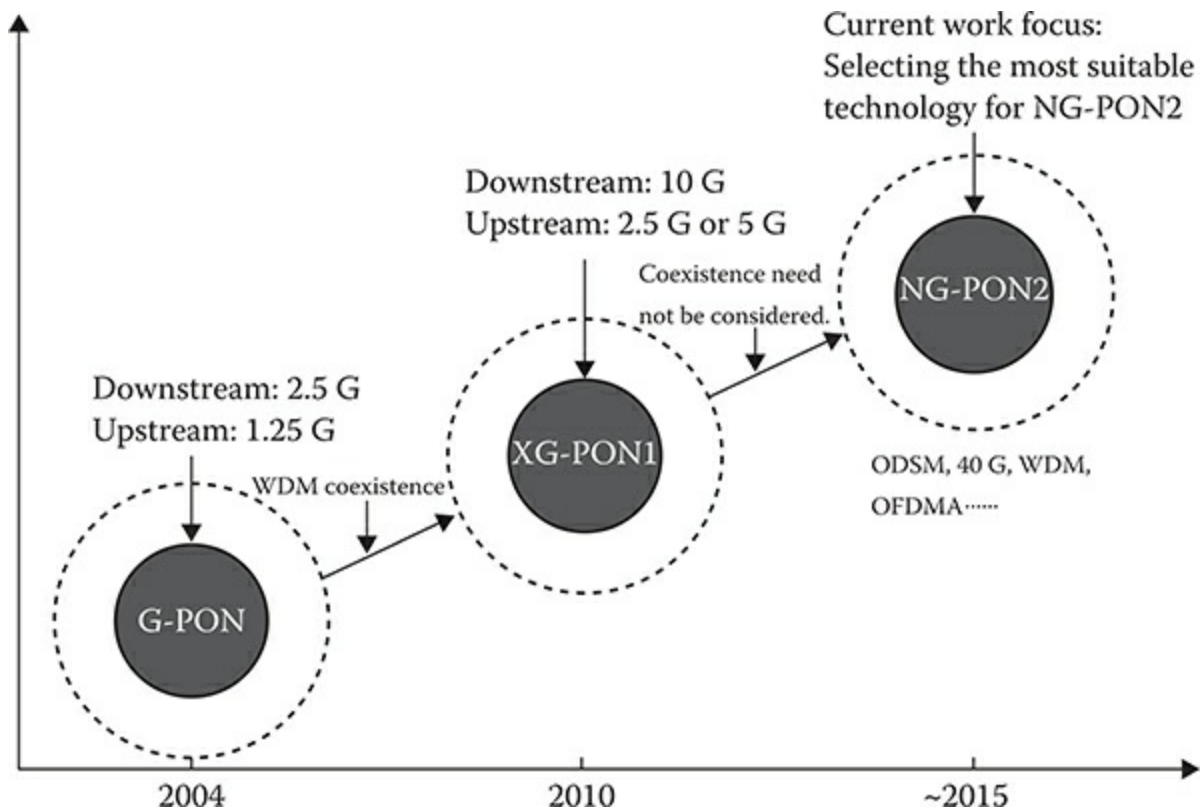 Current work focus:
Selecting the most suitable
technology for NG-PON2
Downstream: 10 G
Upstream: 2.5 G or 5 G
Coexistence need
not be considered.
NG-PON2
Downstream: 2.5 G
Upstream: 1.25 G
WDM coexistence
XG-PON1
ODSM, 40 G, WDM,
OFDMA······
G-PON
2004
2010
~2015